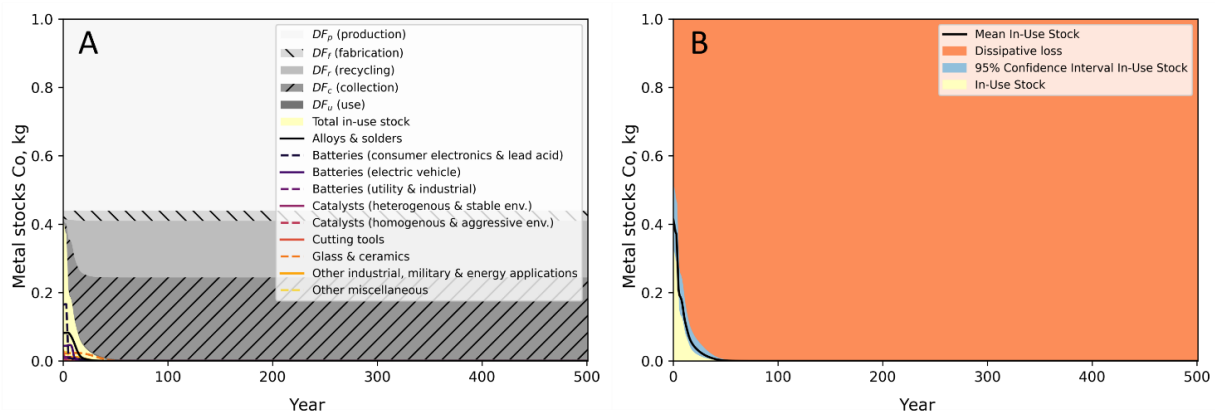 A
Metal stocks Co, kg
1.0
0.8
0.6
0.4
0.2
0.0
DFp (production)
DFf (fabrication)
DFr (recycling)
DFc (collection)
DFu (use)
Total in-use stock
Alloys & solders
Batteries (consumer electronics & lead acid)
Batteries (electric vehicle)
Batteries (utility & industrial)
Catalysts (heterogenous & stable env.)
Catalysts (homogenous & aggressive env.)
Cutting tools
Glass & ceramics
Other industrial, military & energy applications
Other miscellaneous
0 100 200 300 400 500
Year
B
Metal stocks Co, kg
1.0
0.8
0.6
0.4
0.2
0.0
Mean In-Use Stock
Dissipative loss
95% Confidence Interval In-Use Stock
In-Use Stock
0 100 200 300 400 500
Year